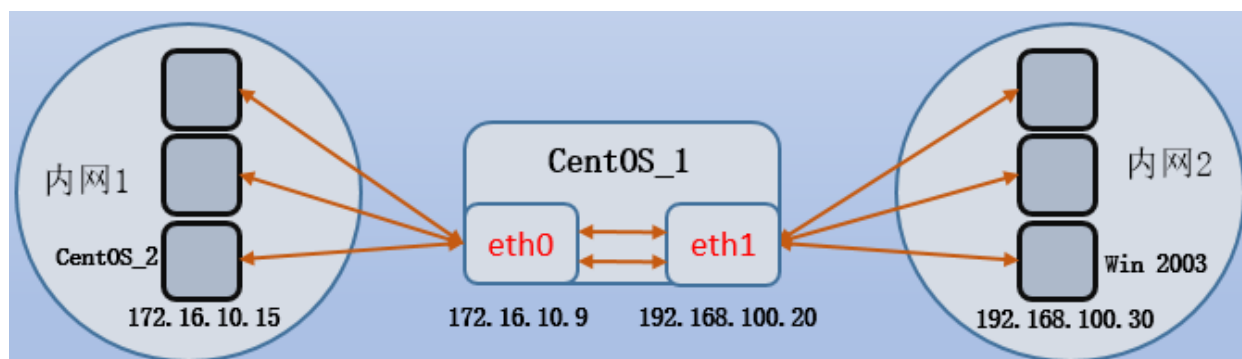 内网1
CentOS_2
172.16.10.15
CentOS_1
eth0
eth1
172.16.10.9
192.168.100.20
内网2
Win 2003
192.168.100.30